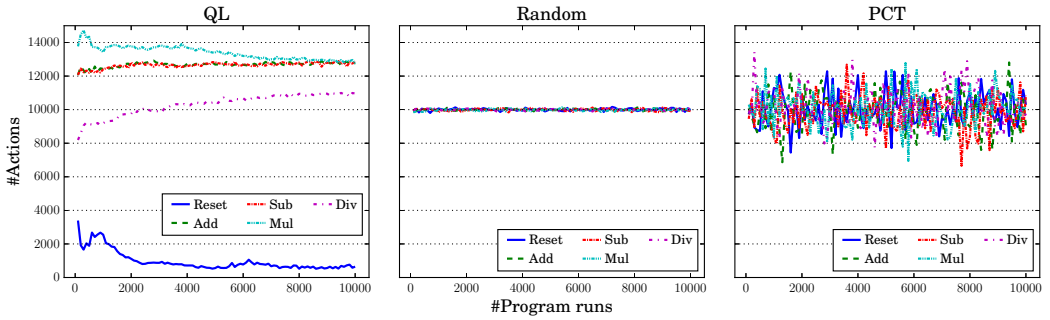 QL
Random
PCT
#Actions
14000
12000
10000
8000
6000
4000
2000
0
Reset
Sub
Div
Add
Mul
Reset
Sub
Div
Add
Mul
Reset
Sub
Div
Add
Mul
0 2000 4000 6000 8000 10000
0 2000 4000 6000 8000 10000
0 2000 4000 6000 8000 10000
#Program runs